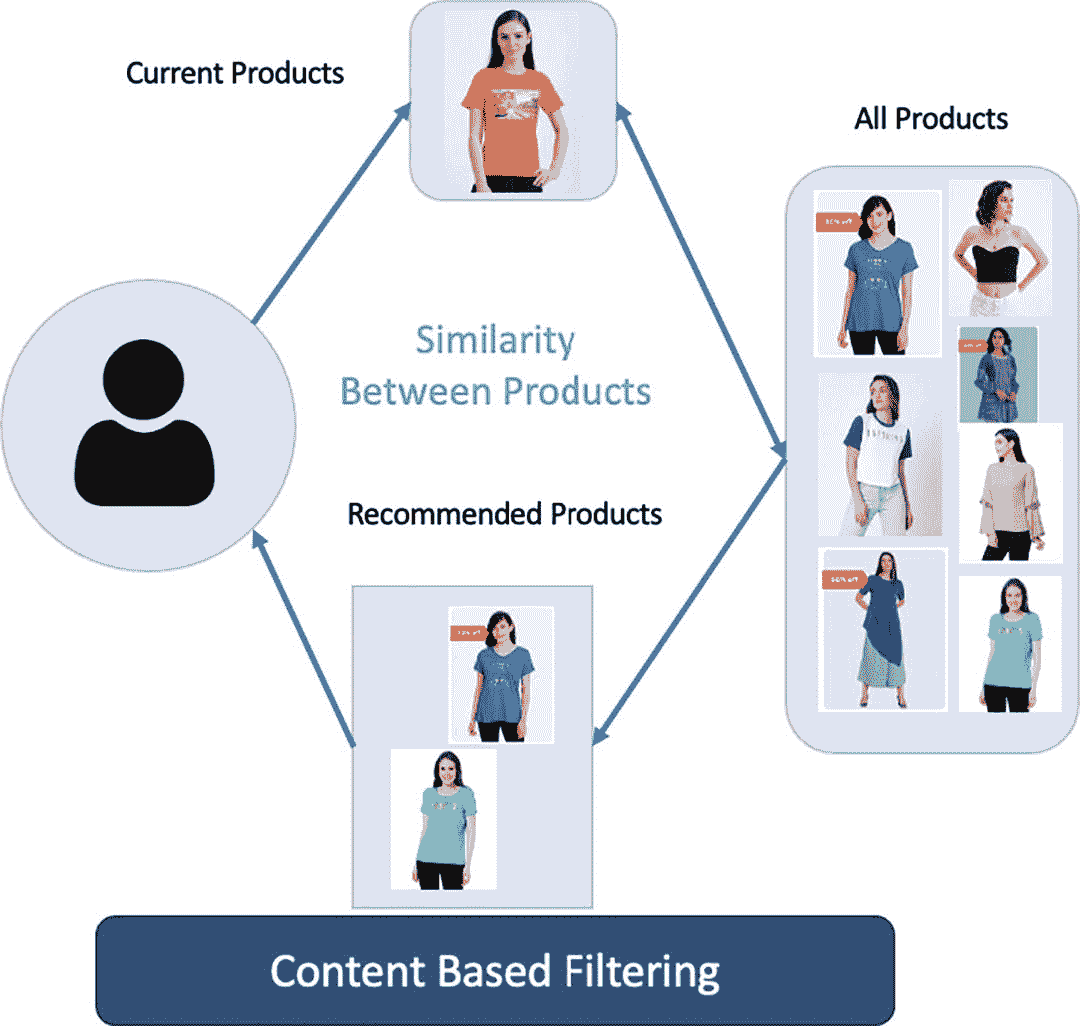 Current Products
All Products
Similarity
Between Products
Recommended Products
Content Based Filtering